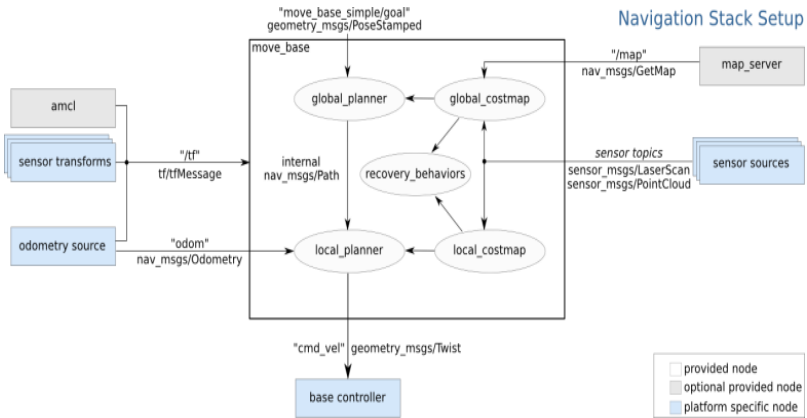 "move_base_simple/goal"
geometry_msgs/PoseStamped
Navigation Stack Setup
move_base
"/map"
nav_msgs/GetMap
map_server
amcl
global_planner
global_costmap
sensor transforms
"/tf"
tf/tfMessage
internal
nav_msgs/Path
recovery_behaviors
sensor topics
sensor_msgs/LaserScan
sensor_msgs/PointCloud
sensor sources
odometry source
"odom"
nav_msgs/Odometry
local_planner
local_costmap
"cmd_vel"
geometry_msgs/Twist
base controller
provided node
optional provided node
platform specific node